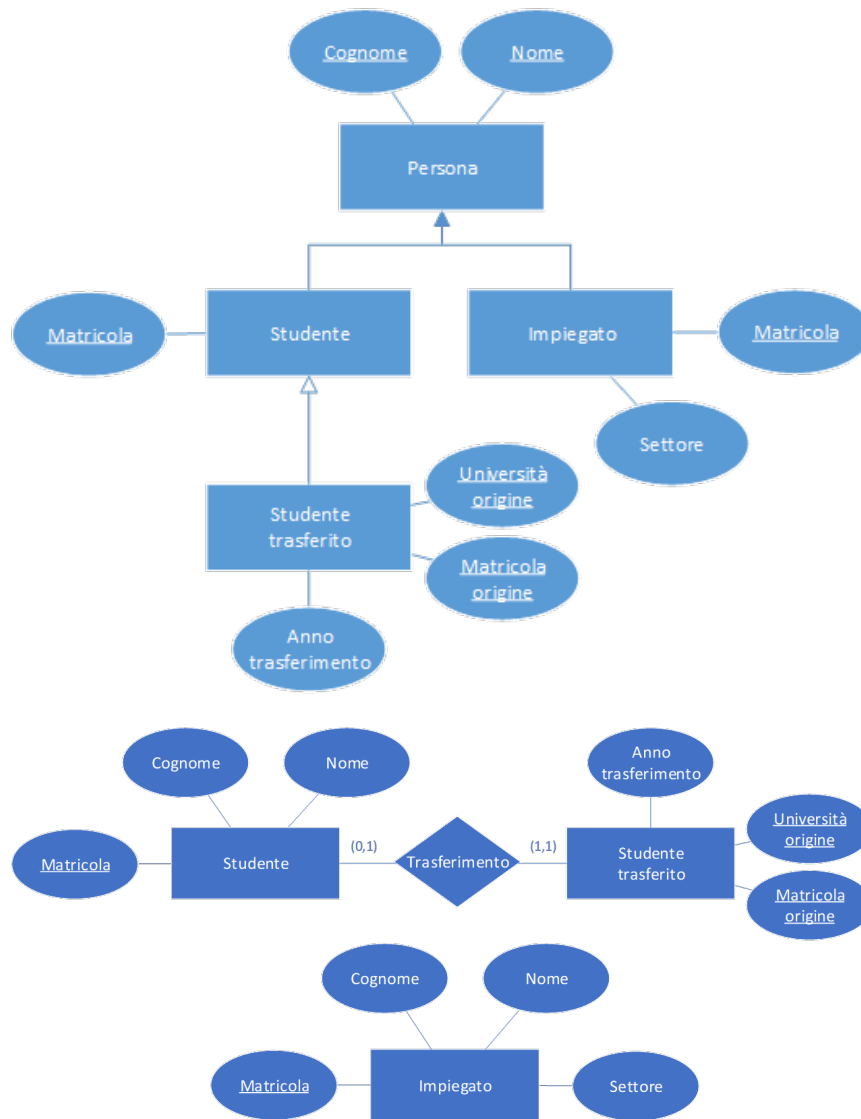 Cognome
Nome
Persona
Matricola
Studente
Impiegato
Matricola
Settore
Università
origine
Studente
trasferito
Matricola
origine
Anno
trasferimento
Cognome
Nome
Anno
trasferimento
Matricola
Studente
(0,1)
Trasferimento
(1,1)
Studente
trasferito
Università
origine
Matricola
origine
Cognome
Nome
Matricola
Impiegato
Settore